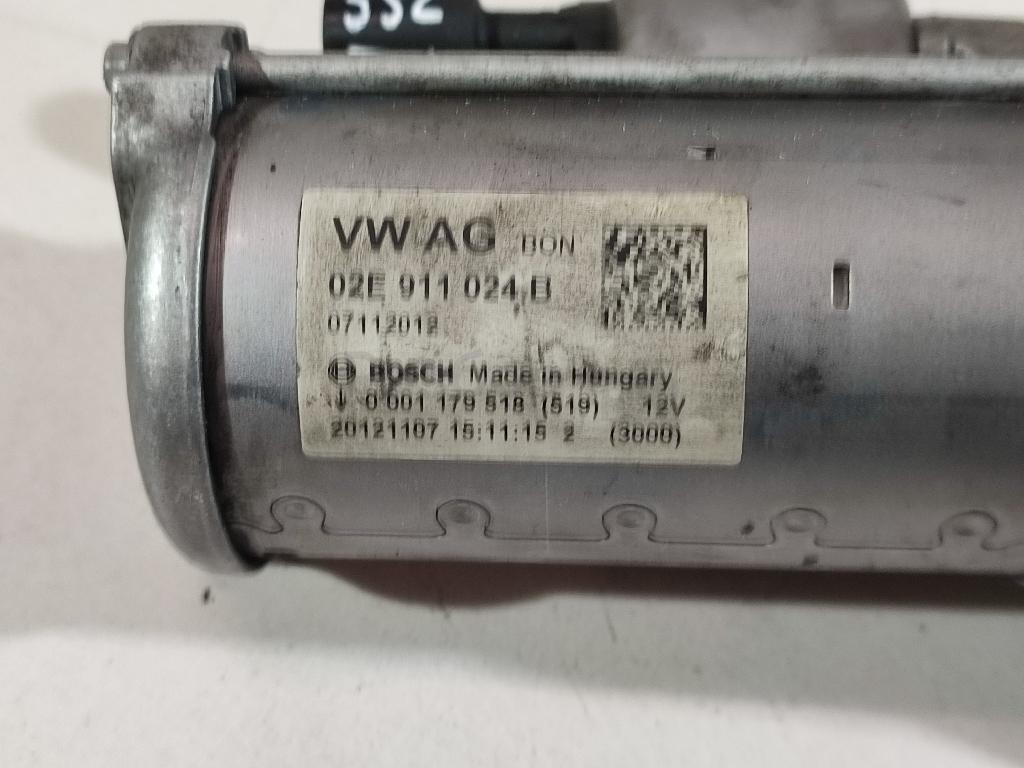 332
VW AG BON
02E 911 024 B
07112012
BOSCH Made in Hungary
0 001 179 518 (519) 12V
20121107 15:11:15 2 (3000)